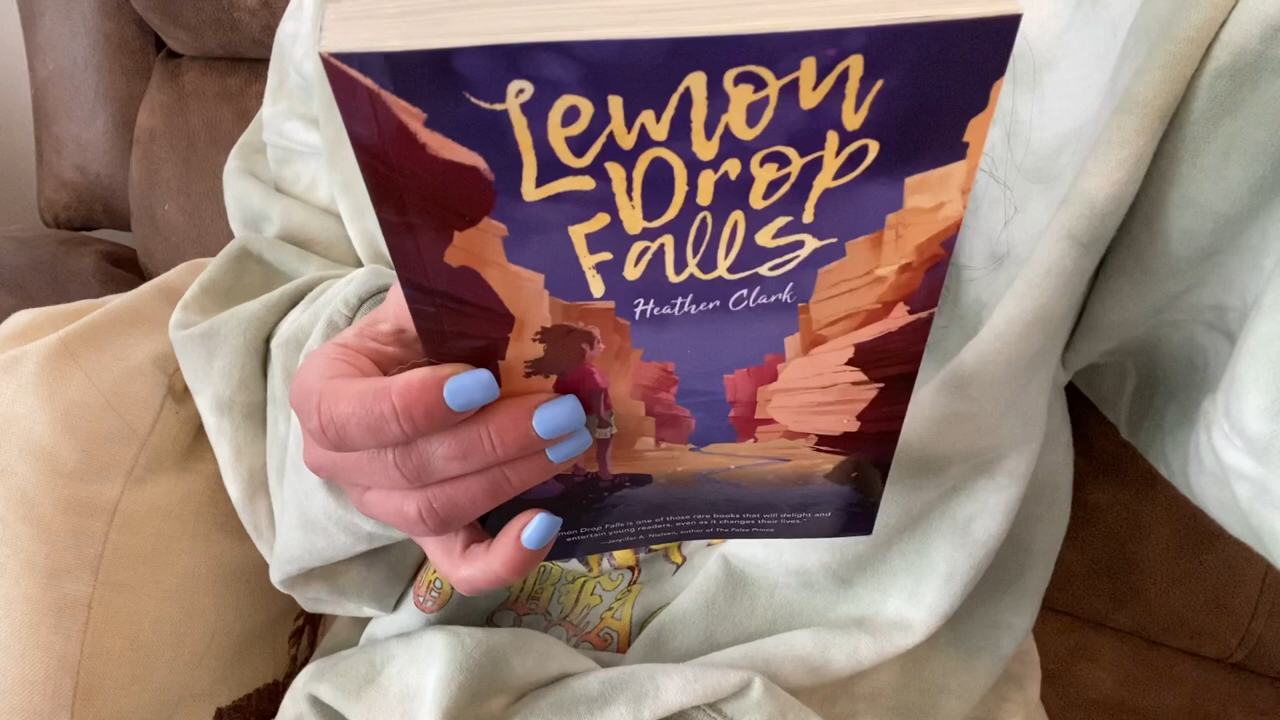 Lemon
Drop
Falls
Heather Clark
Drop Falls is one of those rare books that will delight and
entertain young readers, even as it changes their lives."
—Jennifer A. Nielsen, author of The False Prince